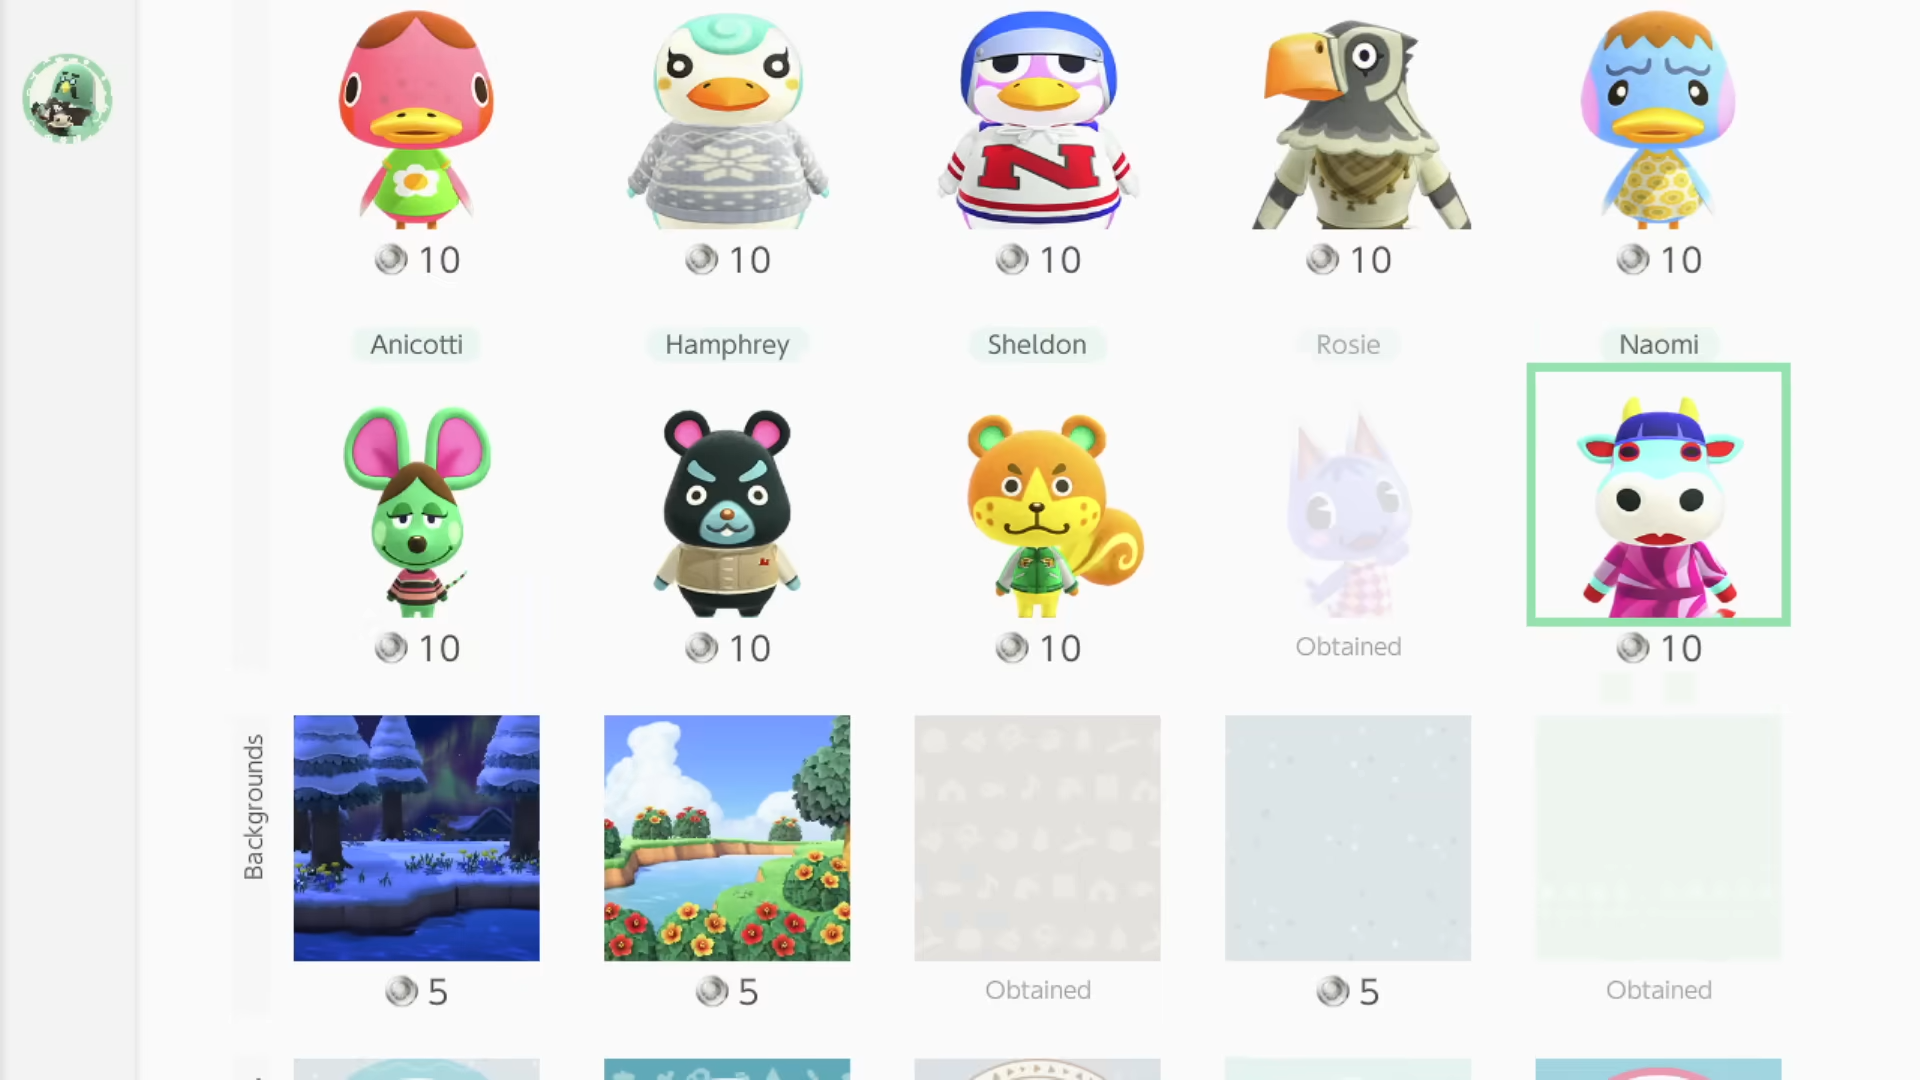 10 10 10 10 10
Anicotti Hamphrey Sheldon Rosie Naomi
N
10 10 10 Obtained 10
Backgrounds
5 5 Obtained 5 Obtained